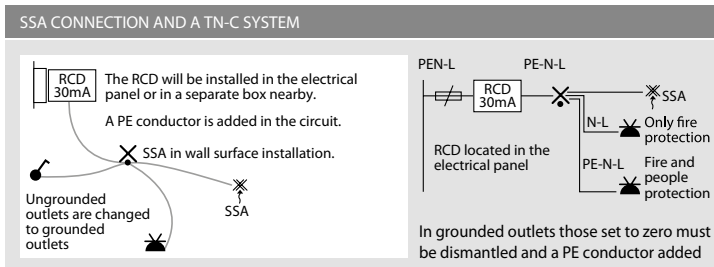 SSA CONNECTION AND A TN-C SYSTEM
RCD
30mA
The RCD will be installed in the electrical
panel or in a separate box nearby.
A PE conductor is added in the circuit.
SSA in wall surface installation.
SSA
Ungrounded
outlets are changed
to grounded
outlets
PEN-L
PE-N-L
RCD
30mA
SSA
N-L
Only fire
protection
RCD located in the
electrical panel
PE-N-L
Fire and
people
protection
In grounded outlets those set to zero must
be dismantled and a PE conductor added